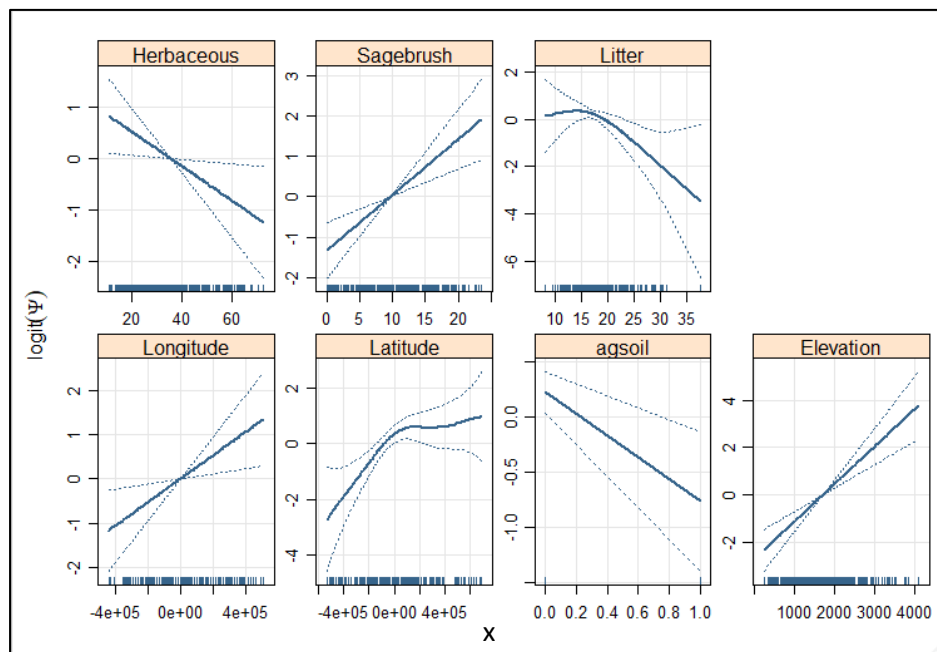 Herbaceous Sagebrush Litter
1
0
-1
-2
3
2
1
0
-1
-2
2
0
-2
-4
-6
20 40 60
0 5 10 15 20
10 15 20 25 30 35
logit(Ψ)
Longitude Latitude agsoil Elevation
2
1
0
-1
-2
2
0
-2
-4
0.0
-0.5
-1.0
4
2
0
-2
-4e+05 0e+00 4e+05
-4e+05 0e+00 4e+05
0.0 0.2 0.4 0.6 0.8 1.0
1000 2000 3000 4000
x